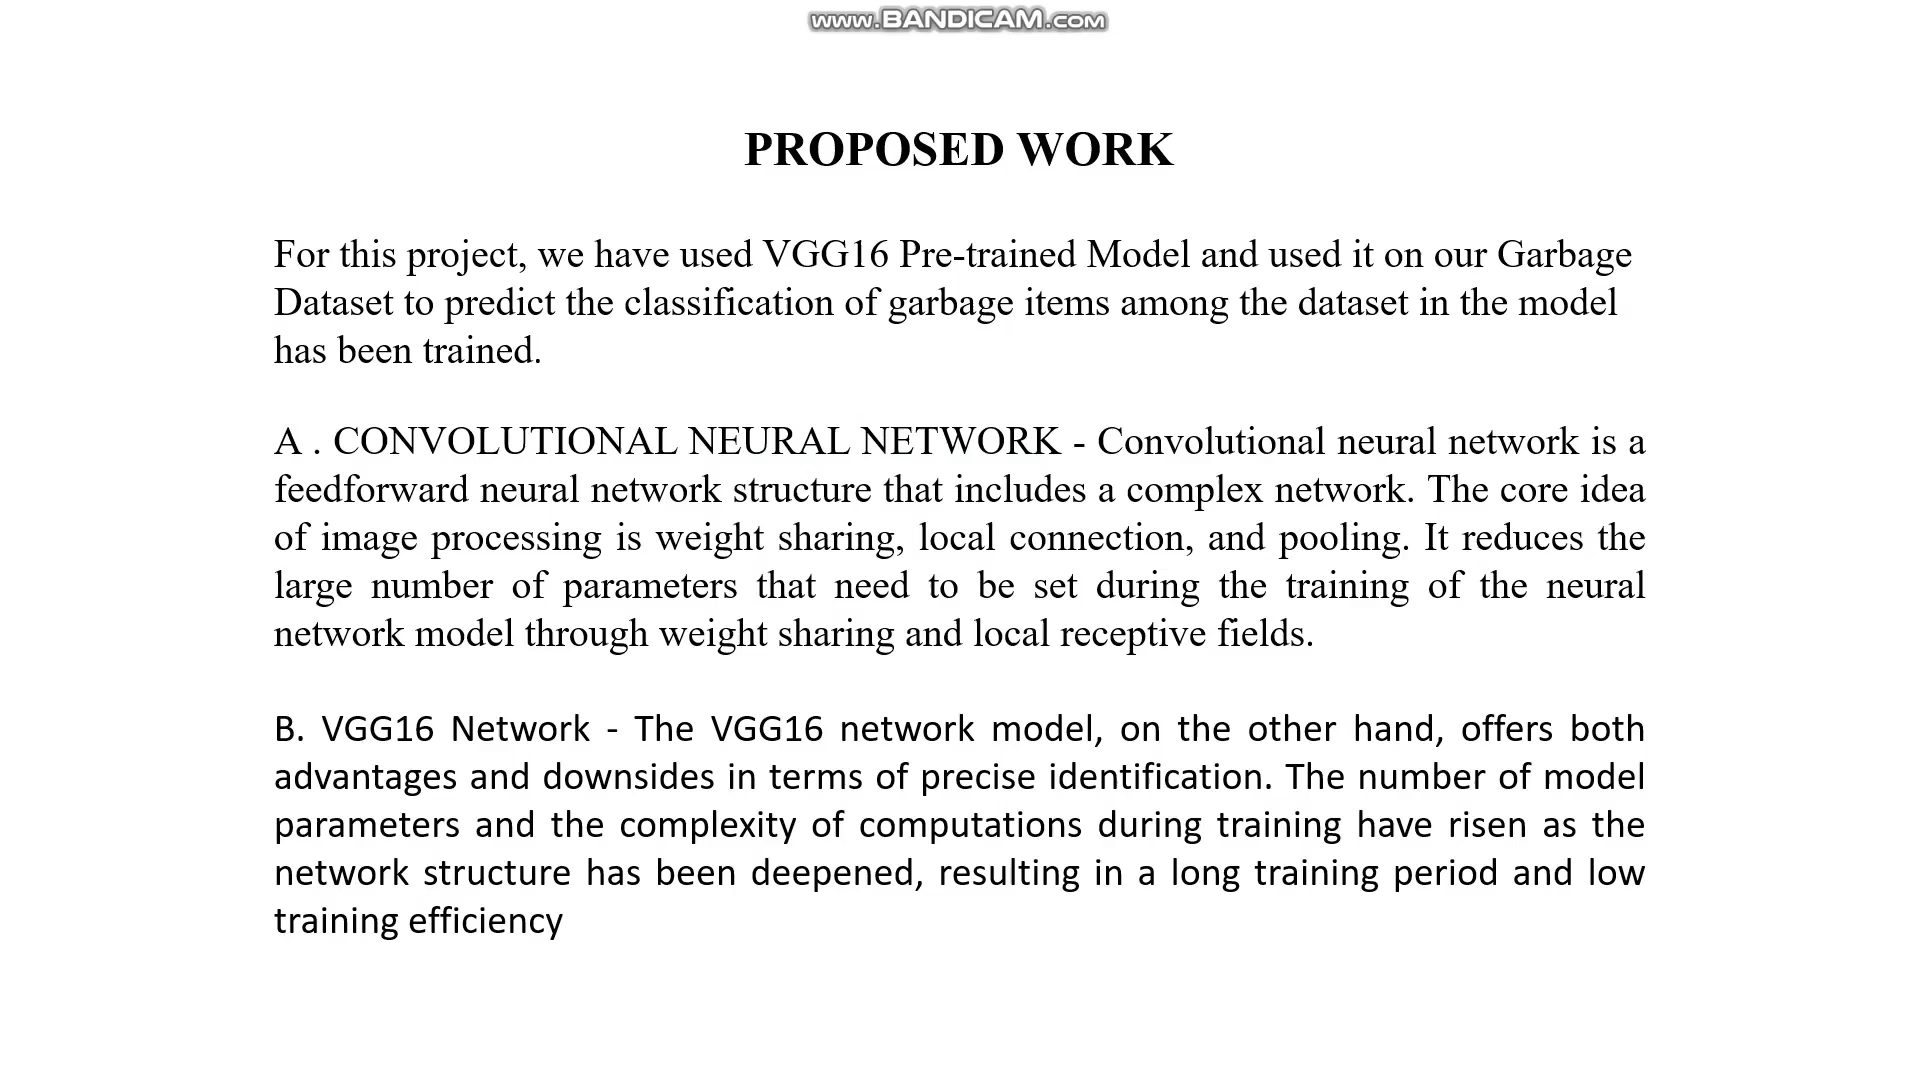 www.BANDICAM.com
PROPOSED WORK
For this project, we have used VGG16 Pre-trained Model and used it on our Garbage
Dataset to predict the classification of garbage items among the dataset in the model
has been trained.
A . CONVOLUTIONAL NEURAL NETWORK - Convolutional neural network is a
feedforward neural network structure that includes a complex network. The core idea
of image processing is weight sharing, local connection, and pooling. It reduces the
large number of parameters that need to be set during the training of the neural
network model through weight sharing and local receptive fields.
B. VGG16 Network - The VGG16 network model, on the other hand, offers both
advantages and downsides in terms of precise identification. The number of model
parameters and the complexity of computations during training have risen as the
network structure has been deepened, resulting in a long training period and low
training efficiency